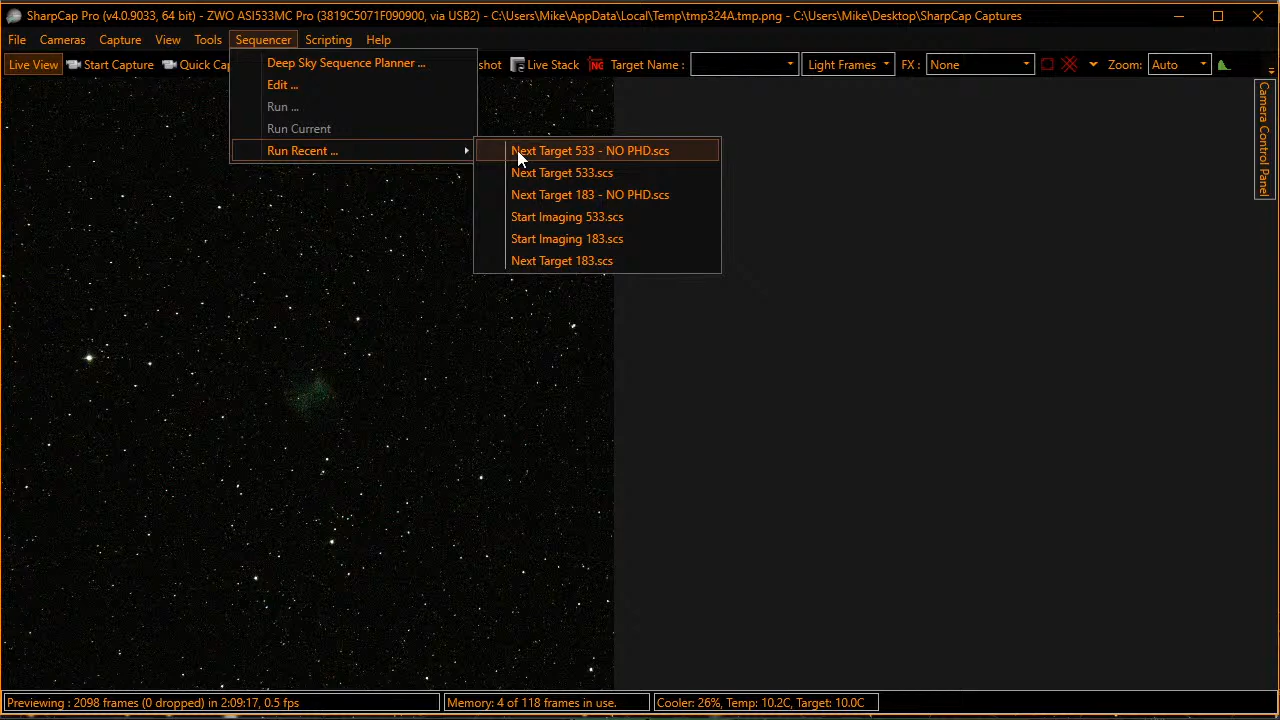 SharpCap Pro (v4.0.9033, 64 bit) - ZWO ASI533MC Pro (3819C5071F090900, via USB2) - C:\Users\Mike\AppData\Local\Temp\tmp324A.tmp.png - C:\Users\Mike\Desktop\SharpCap Captures
File Cameras Capture View Tools Sequencer Scripting Help
Live View Start Capture Quick Cap shot Live Stack NG Target Name : Light Frames FX : None Zoom: Auto
Deep Sky Sequence Planner ...
Edit ...
Run ...
Run Current
Run Recent ...
Next Target 533 - NO PHD.scs
Next Target 533.scs
Next Target 183 - NO PHD.scs
Start Imaging 533.scs
Start Imaging 183.scs
Next Target 183.scs
Camera Control Panel
Previewing : 2098 frames (0 dropped) in 2:09:17, 0.5 fps
Memory: 4 of 118 frames in use.
Cooler: 26%, Temp: 10.2C, Target: 10.0C